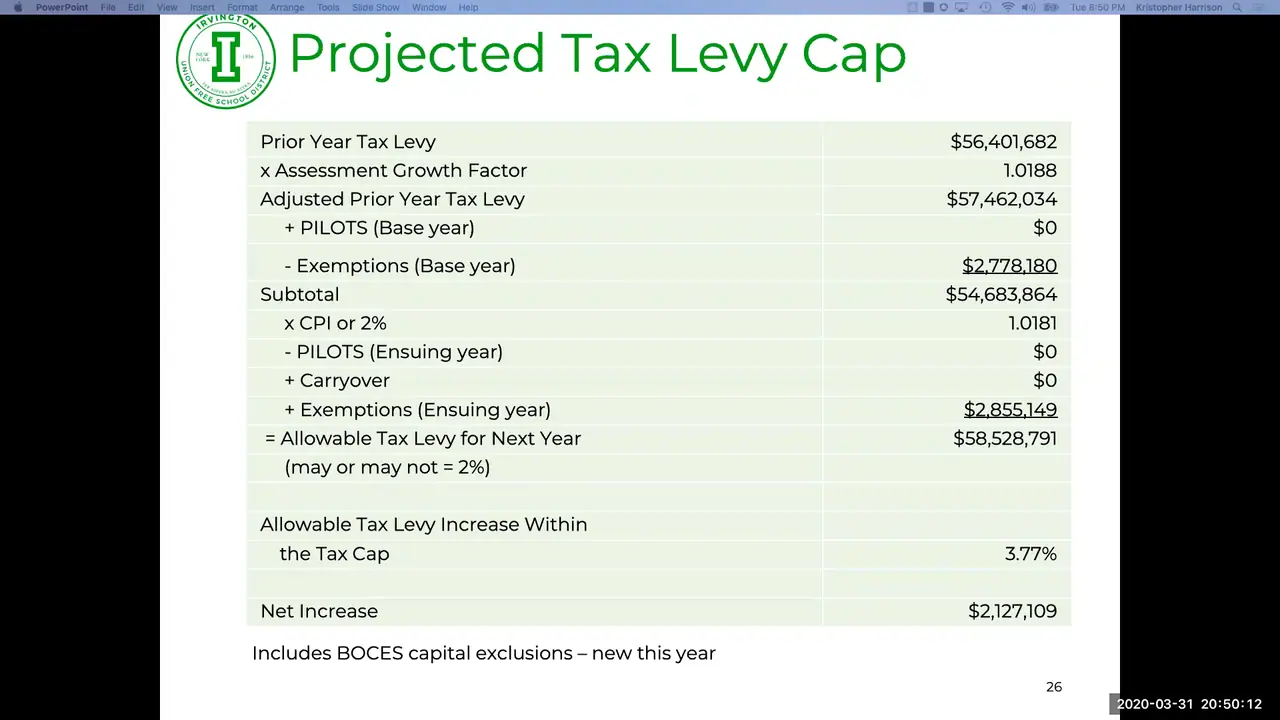 PowerPoint File Edit View Insert Format Arrange Tools Slide Show Window Help Tue 8:50 PM Kristopher Harrison
IRVINGTON
NEW YORK 1956
UNION FREE SCHOOL DISTRICT
Projected Tax Levy Cap
Prior Year Tax Levy $56,401,682
x Assessment Growth Factor 1.0188
Adjusted Prior Year Tax Levy $57,462,034
+ PILOTS (Base year) $0
- Exemptions (Base year) $2,778,180
Subtotal $54,683,864
x CPI or 2% 1.0181
- PILOTS (Ensuing year) $0
+ Carryover $0
+ Exemptions (Ensuing year) $2,855,149
= Allowable Tax Levy for Next Year $58,528,791
(may or may not = 2%)
Allowable Tax Levy Increase Within
the Tax Cap 3.77%
Net Increase $2,127,109
Includes BOCES capital exclusions – new this year
26
2020-03-31 20:50:12